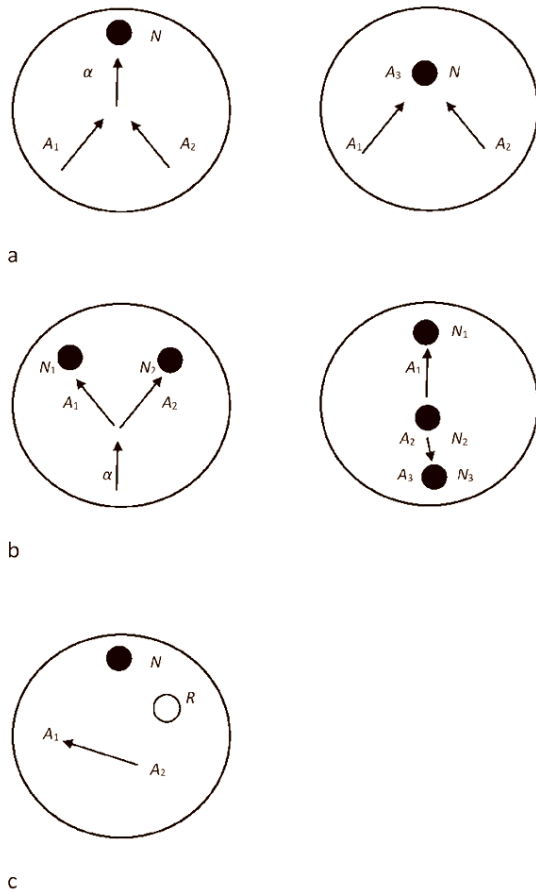 N
α
A₁ A₂
A₃ N
A₁ A₂
a
N₁ N₂
A₁ A₂
α
N₁
A₁
A₂ N₂
A₃ N₃
b
N
R
A₁
A₂
c